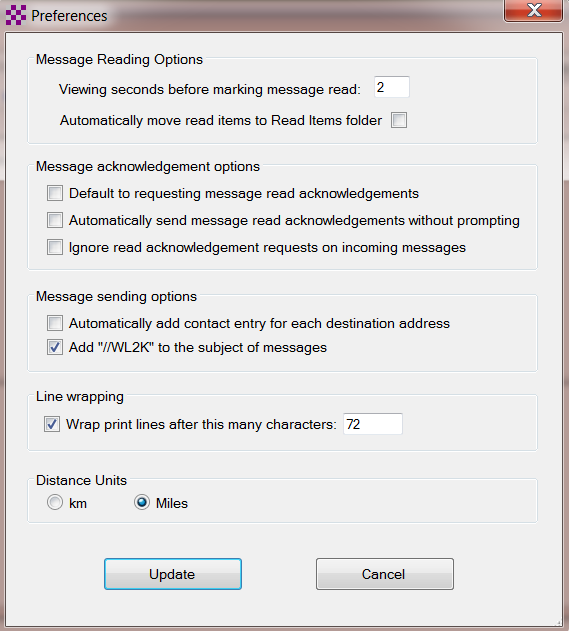 Preferences
Message Reading Options
Viewing seconds before marking message read: 2
Automatically move read items to Read Items folder
Message acknowledgement options
Default to requesting message read acknowledgements
Automatically send message read acknowledgements without prompting
Ignore read acknowledgement requests on incoming messages
Message sending options
Automatically add contact entry for each destination address
Add "//WL2K" to the subject of messages
Line wrapping
Wrap print lines after this many characters: 72
Distance Units
km Miles
Update Cancel